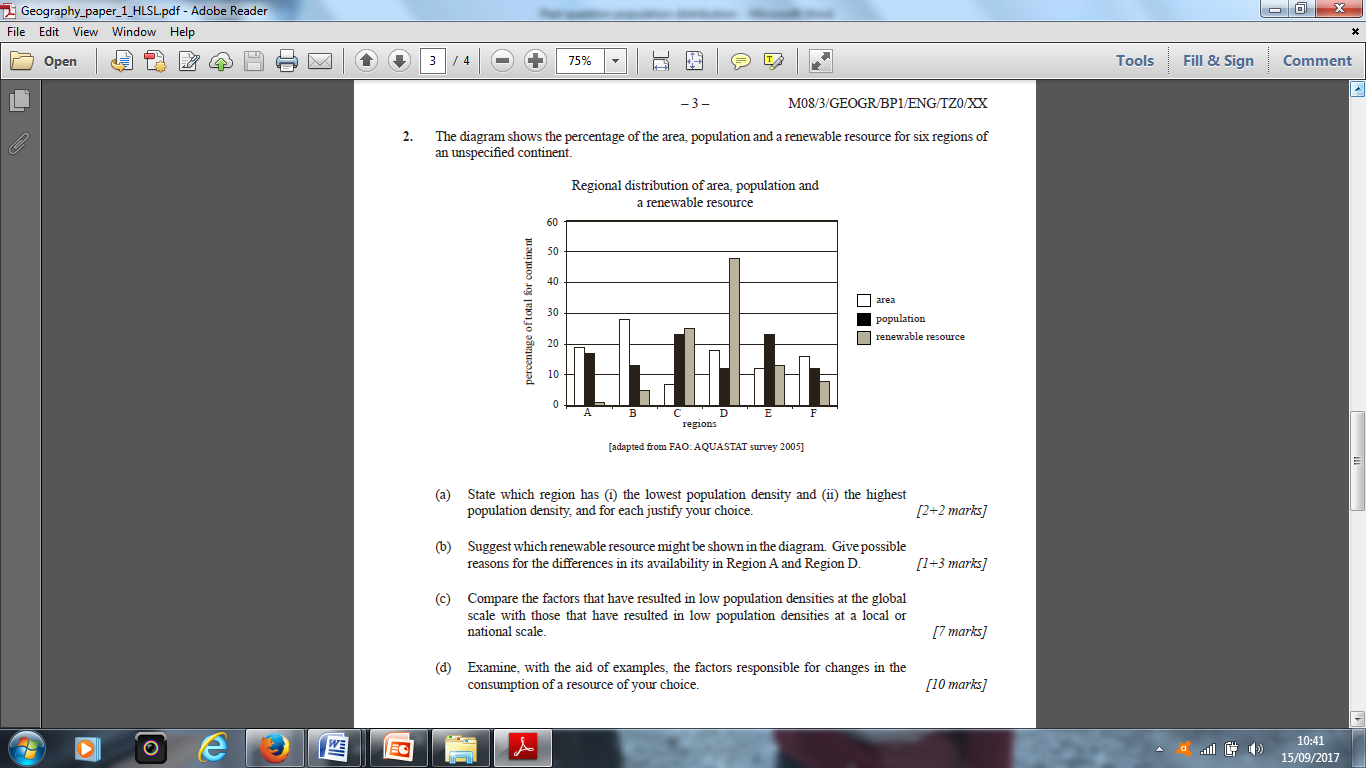 Geography_paper_1_HLSL.pdf - Adobe Reader
File Edit View Window Help
Open 3 / 4 75% Tools Fill & Sign Comment
– 3 – M08/3/GEOGR/BP1/ENG/TZ0/XX
2. The diagram shows the percentage of the area, population and a renewable resource for six regions of
an unspecified continent.
Regional distribution of area, population and
a renewable resource
percentage of total for continent
60
50
40
30
20
10
0
A B C D E F
regions
area
population
renewable resource
[adapted from FAO: AQUASTAT survey 2005]
(a) State which region has (i) the lowest population density and (ii) the highest
population density, and for each justify your choice. [2+2 marks]
(b) Suggest which renewable resource might be shown in the diagram. Give possible
reasons for the differences in its availability in Region A and Region D. [1+3 marks]
(c) Compare the factors that have resulted in low population densities at the global
scale with those that have resulted in low population densities at a local or
national scale. [7 marks]
(d) Examine, with the aid of examples, the factors responsible for changes in the
consumption of a resource of your choice. [10 marks]
10:41
15/09/2017